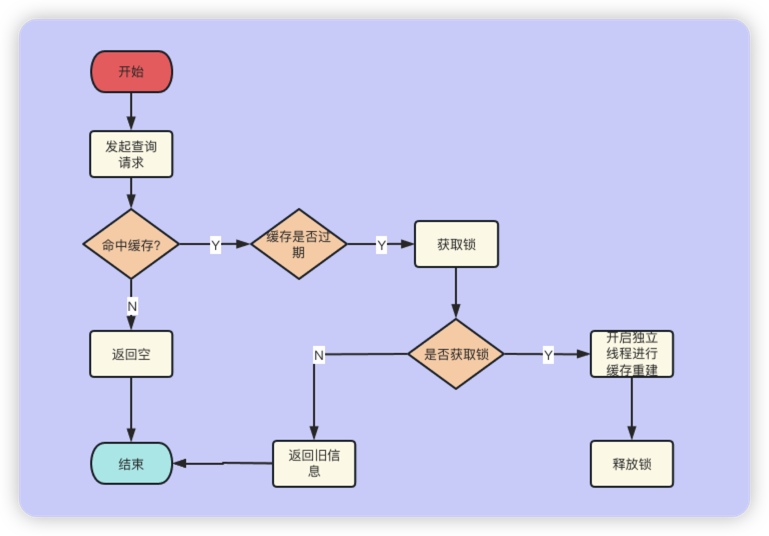 开始
发起查询
请求
命中缓存?
Y
缓存是否过
期
Y
获取锁
N
返回空
N
是否获取锁
Y
开启独立
线程进行
缓存重建
结束
返回旧信
息
释放锁